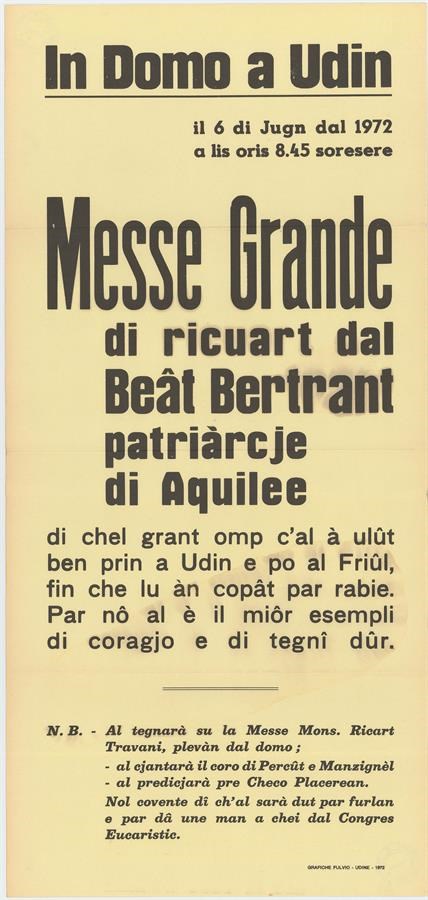 In Domo a Udin
il 6 di Jugn dal 1972
a lis oris 8.45 soresere
Messe Grande
di ricuart dal
Beât Bertrant
patriàrcje
di Aquilee
di chel grant omp c'al à ulût
ben prin a Udin e po al Friûl,
fin che lu àn copât par rabie.
Par nô al è il miôr esempli
di coragjo e di tegnî dûr.
N. B. - Al tegnarà su la Messe Mons. Ricart
Travani, plevàn dal domo ;
- al cjantarà il coro di Percût e Manzignèl
- al predicjarà pre Checo Placerean.
Nol covente dî ch'al sarà dut par furlan
e par dâ une man a chei dal Congres
Eucaristic.
GRAFICHE FULVIO - UDINE - 1972